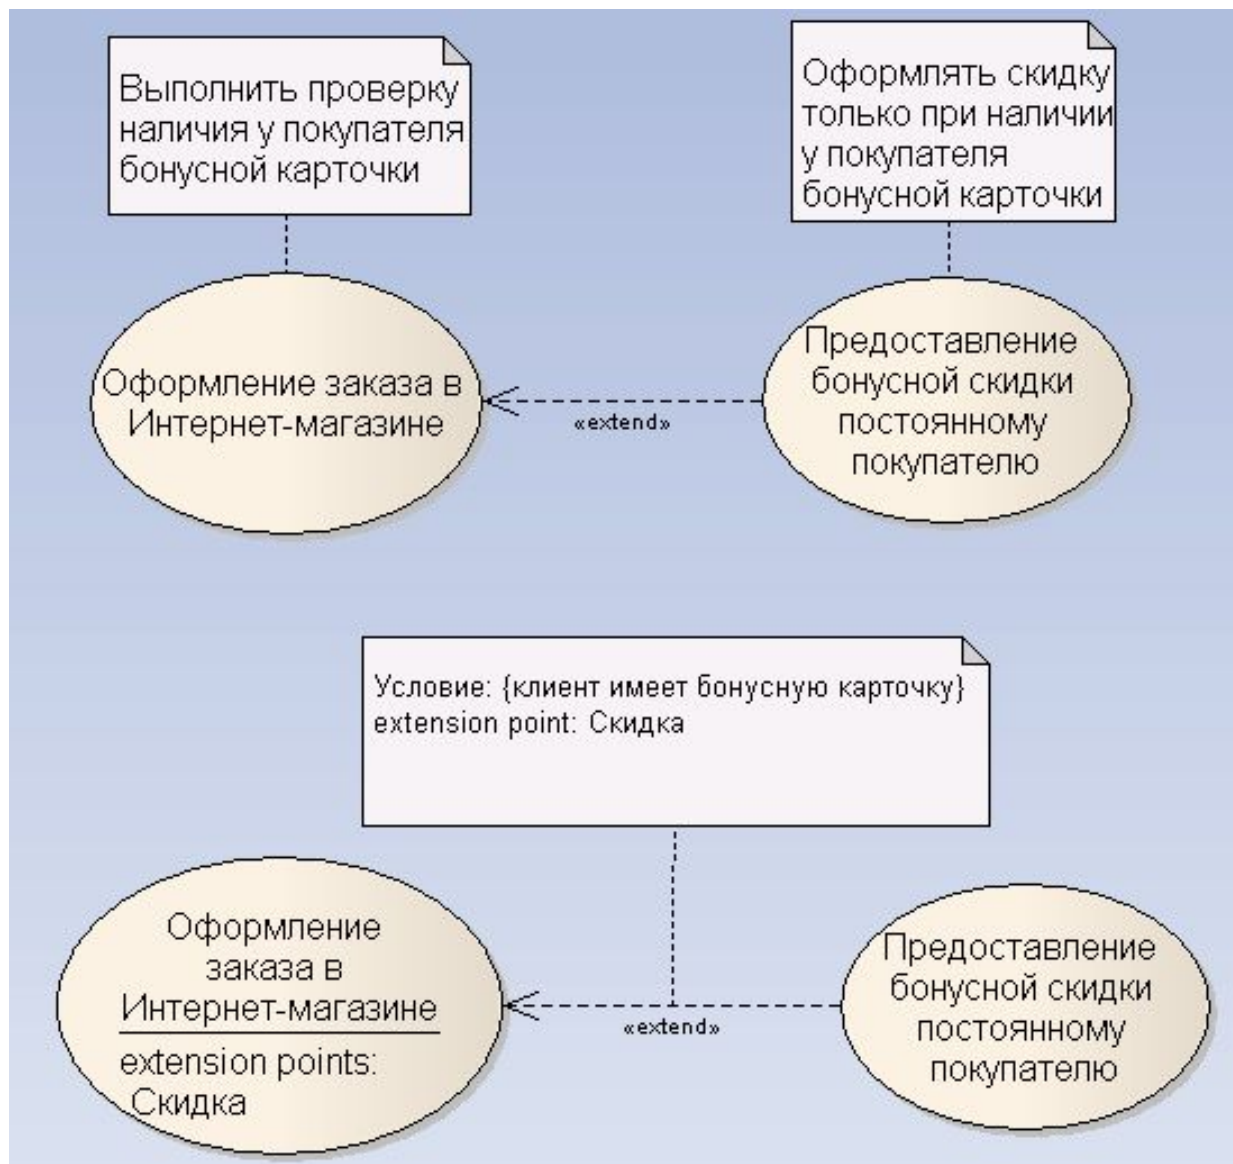 Выполнить проверку
наличия у покупателя
бонусной карточки
Оформлять скидку
только при наличии
у покупателя
бонусной карточки
Оформление заказа в
Интернет-магазине
«extend»
Предоставление
бонусной скидки
постоянному
покупателю
Условие: {клиент имеет бонусную карточку}
extension point: Скидка
Оформление
заказа в
Интернет-магазине
extension points:
Скидка
«extend»
Предоставление
бонусной скидки
постоянному
покупателю